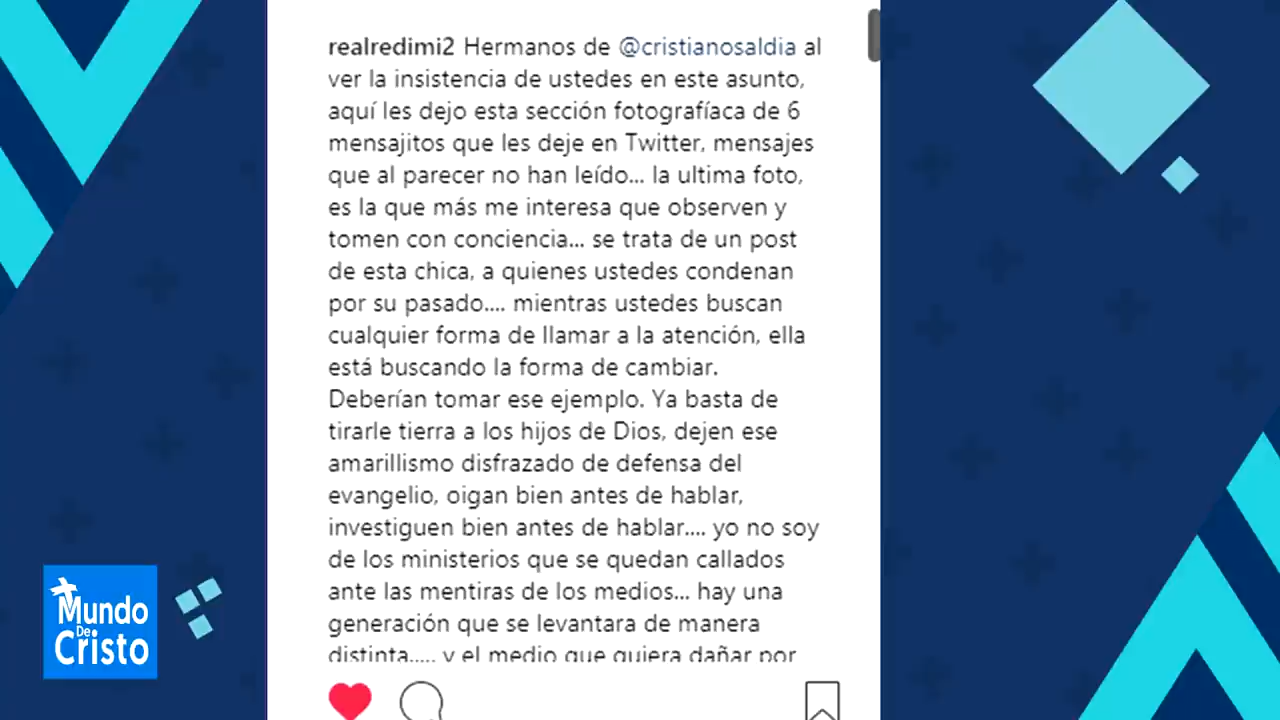 realredimi2 Hermanos de @cristianosaldia al
ver la insistencia de ustedes en este asunto,
aquí les dejo esta sección fotografíaca de 6
mensajitos que les deje en Twitter, mensajes
que al parecer no han leído... la ultima foto,
es la que más me interesa que observen y
tomen con conciencia... se trata de un post
de esta chica, a quienes ustedes condenan
por su pasado.... mientras ustedes buscan
cualquier forma de llamar a la atención, ella
está buscando la forma de cambiar.
Deberían tomar ese ejemplo. Ya basta de
tirarle tierra a los hijos de Dios, dejen ese
amarillismo disfrazado de defensa del
evangelio, oigan bien antes de hablar,
investiguen bien antes de hablar.... yo no soy
de los ministerios que se quedan callados
ante las mentiras de los medios... hay una
generación que se levantara de manera
distinta..... y el medio que quiera dañar por
Mundo
De
Cristo